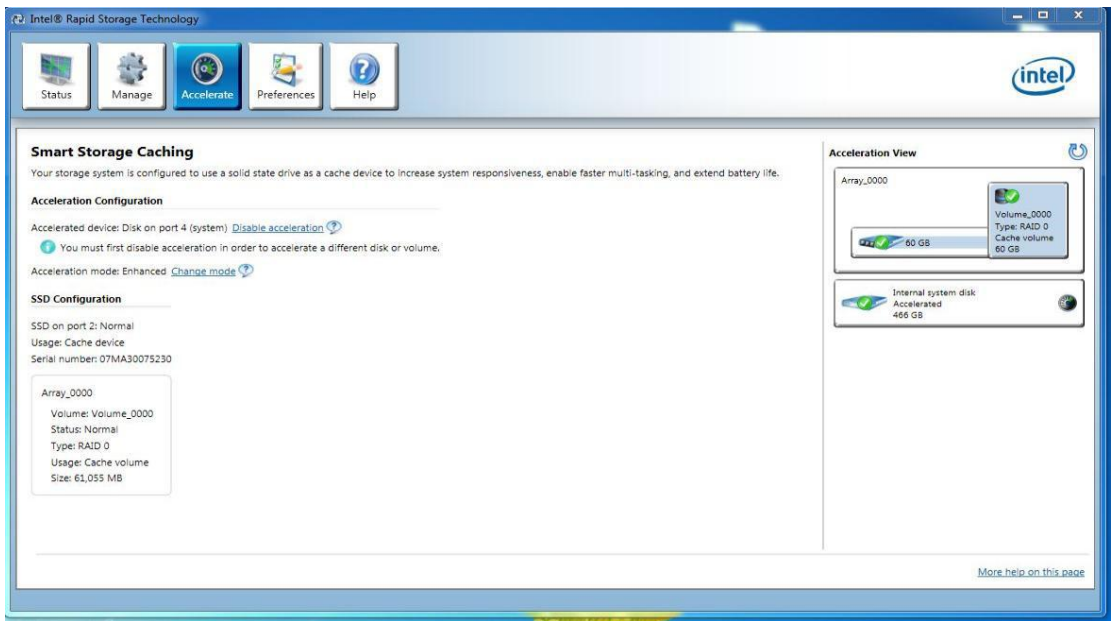 Intel® Rapid Storage Technology
Status
Manage
Accelerate
Preferences
Help
intel
Smart Storage Caching
Your storage system is configured to use a solid state drive as a cache device to increase system responsiveness, enable faster multi-tasking, and extend battery life.
Acceleration Configuration
Accelerated device: Disk on port 4 (system) Disable acceleration ?
i You must first disable acceleration in order to accelerate a different disk or volume.
Acceleration mode: Enhanced Change mode ?
SSD Configuration
SSD on port 2: Normal
Usage: Cache device
Serial number: 07MA30075230
Array_0000
Volume: Volume_0000
Status: Normal
Type: RAID 0
Usage: Cache volume
Size: 61,055 MB
Acceleration View
Array_0000
60 GB
Volume_0000
Type: RAID 0
Cache volume
60 GB
Internal system disk
Accelerated
466 GB
More help on this page